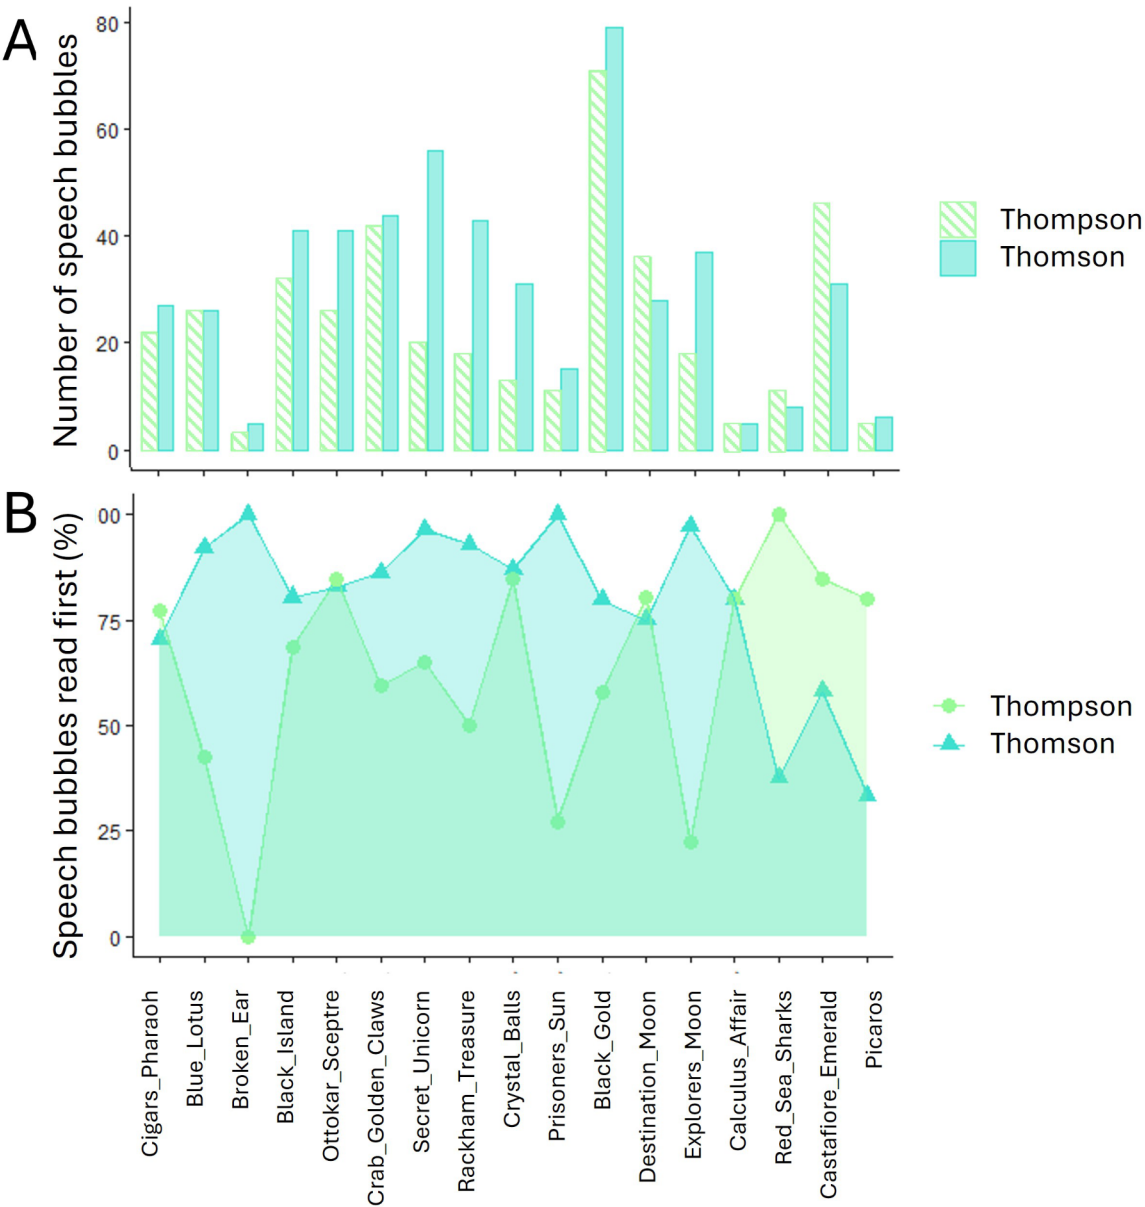 A
Number of speech bubbles
80
60
40
20
0
Thompson
Thomson
B
Speech bubbles read first (%)
00
75
50
25
0
Thompson
Thomson
Cigars_Pharaoh
Blue_Lotus
Broken_Ear
Black_Island
Ottokar_Sceptre
Crab_Golden_Claws
Secret_Unicorn
Rackham_Treasure
Crystal_Balls
Prisoners_Sun
Black_Gold
Destination_Moon
Explorers_Moon
Calculus_Affair
Red_Sea_Sharks
Castafiore_Emerald
Picaros